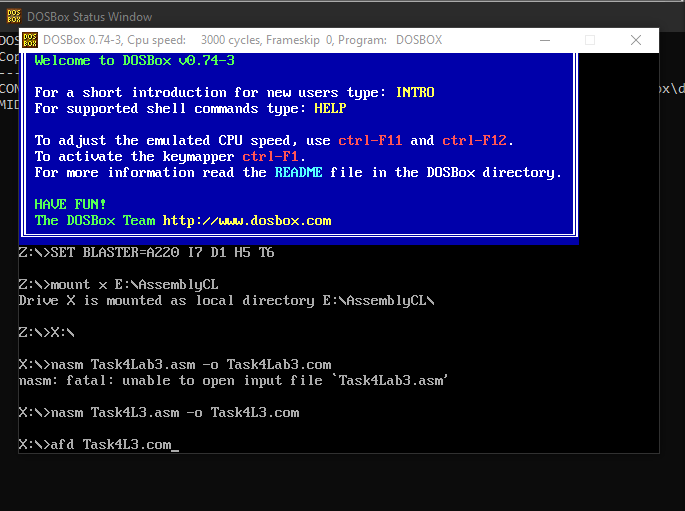 DOSBox Status Window
DOSBox 0.74-3, Cpu speed: 3000 cycles, Frameskip 0, Program: DOSBOX
DOS
Cop
---
CON
ox\d
MID
Welcome to DOSBox v0.74-3
For a short introduction for new users type: INTRO
For supported shell commands type: HELP
To adjust the emulated CPU speed, use ctrl-F11 and ctrl-F12.
To activate the keymapper ctrl-F1.
For more information read the README file in the DOSBox directory.
HAVE FUN!
The DOSBox Team http://www.dosbox.com
Z:\>SET BLASTER=A220 I7 D1 H5 T6
Z:\>mount x E:\AssemblyCL
Drive X is mounted as local directory E:\AssemblyCL\
Z:\>X:\
X:\>nasm Task4Lab3.asm -o Task4Lab3.com
nasm: fatal: unable to open input file `Task4Lab3.asm'
X:\>nasm Task4L3.asm -o Task4L3.com
X:\>afd Task4L3.com_